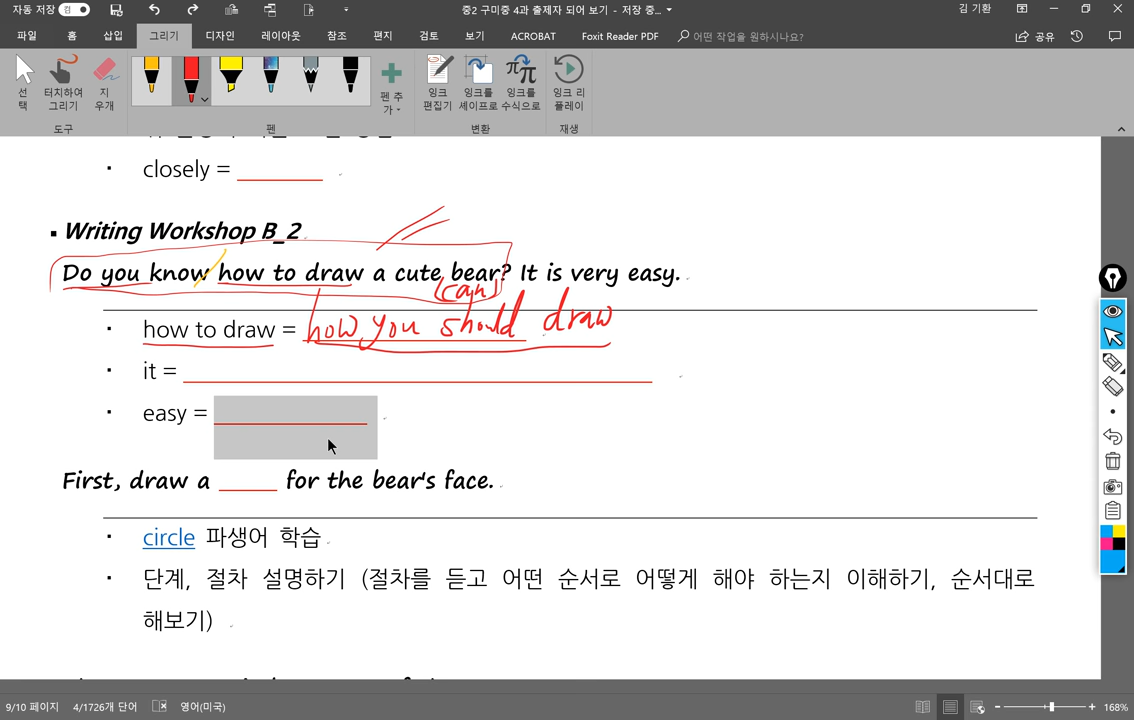 자동 저장 컴 중2 구미중 4과 출제자 되어 보기 - 저장 중... 김 기환
파일 홈 삽입 그리기 디자인 레이아웃 참조 편지 검토 보기 ACROBAT Foxit Reader PDF 어떤 작업을 원하시나요? 공유
선택 터치하여 그리기 지우개 펜 추가 잉크 편집기 잉크를 셰이프로 잉크를 수식으로 잉크 리플레이
도구 펜 변환 재생
closely =
Writing Workshop B_2
Do you know how to draw a cute bear? It is very easy.
(can)
how to draw = how you should draw
it =
easy =
First, draw a for the bear's face.
circle 파생어 학습
단계, 절차 설명하기 (절차를 듣고 어떤 순서로 어떻게 해야 하는지 이해하기, 순서대로
해보기)
9/10 페이지 4/1726개 단어 영어(미국) 168%